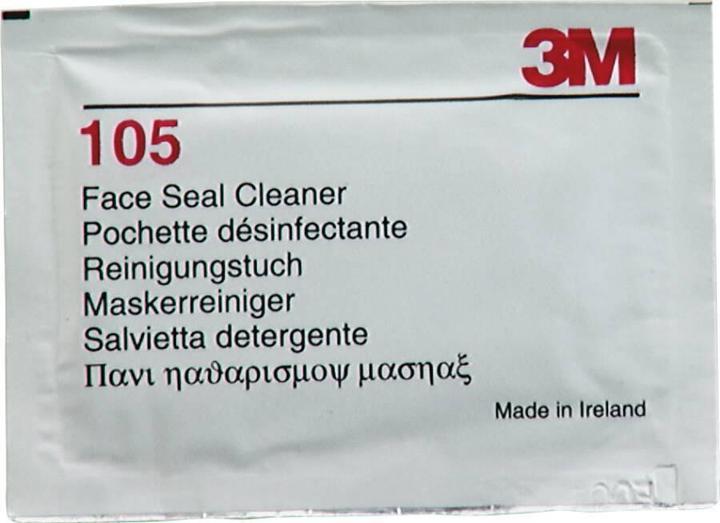 3M
105
Face Seal Cleaner
Pochette désinfectante
Reinigungstuch
Maskerreiniger
Salvietta detergente
Πανι ηαϑαρισμοψ μασηαξ
Made in Ireland